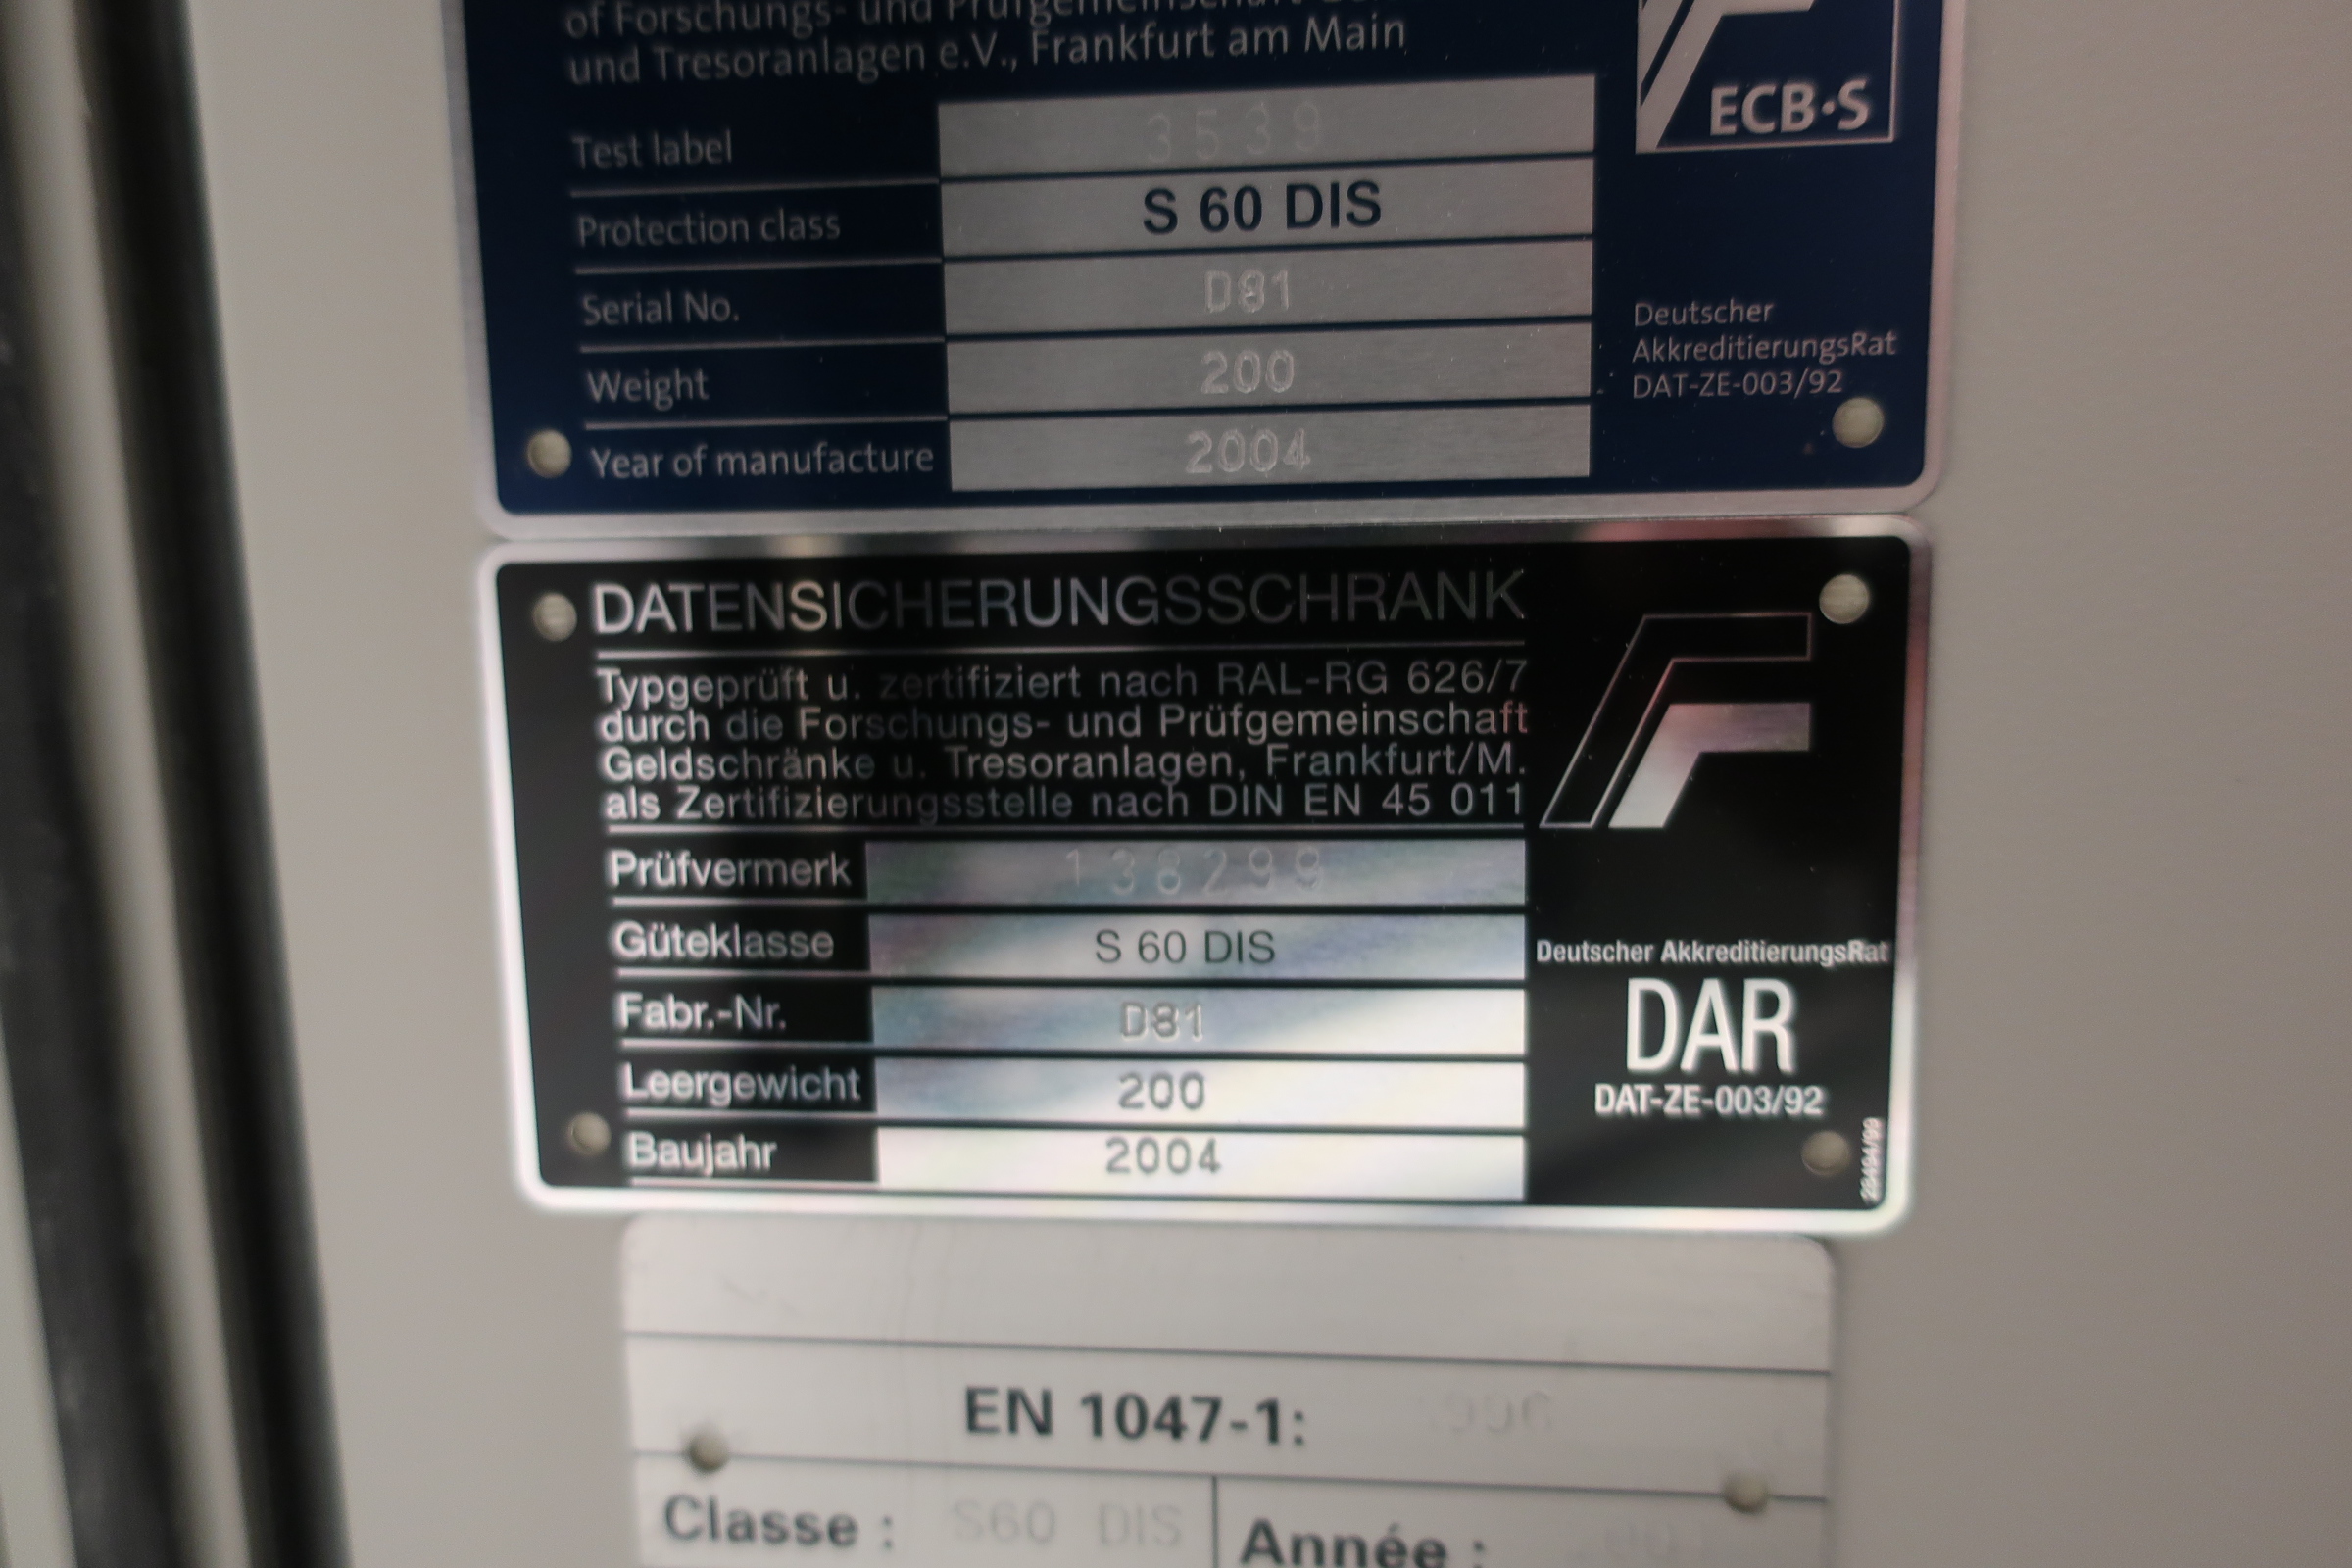 of Forschungs- und Prüfgemeinschaft
und Tresoranlagen e.V., Frankfurt am Main
ECB·S
Test label 3539
Protection class S 60 DIS
Serial No. D81
Weight 200
Year of manufacture 2004
Deutscher
AkkreditierungsRat
DAT-ZE-003/92
DATENSICHERUNGSSCHRANK
Typgeprüft u. zertifiziert nach RAL-RG 626/7
durch die Forschungs- und Prüfgemeinschaft
Geldschränke u. Tresoranlagen, Frankfurt/M.
als Zertifizierungsstelle nach DIN EN 45 011
Prüfvermerk 138299
Güteklasse S 60 DIS
Fabr.-Nr. D81
Leergewicht 200
Baujahr 2004
Deutscher AkkreditierungsRat
DAR
DAT-ZE-003/92
28494/99
EN 1047-1:
Classe : S60 DIS
Année :